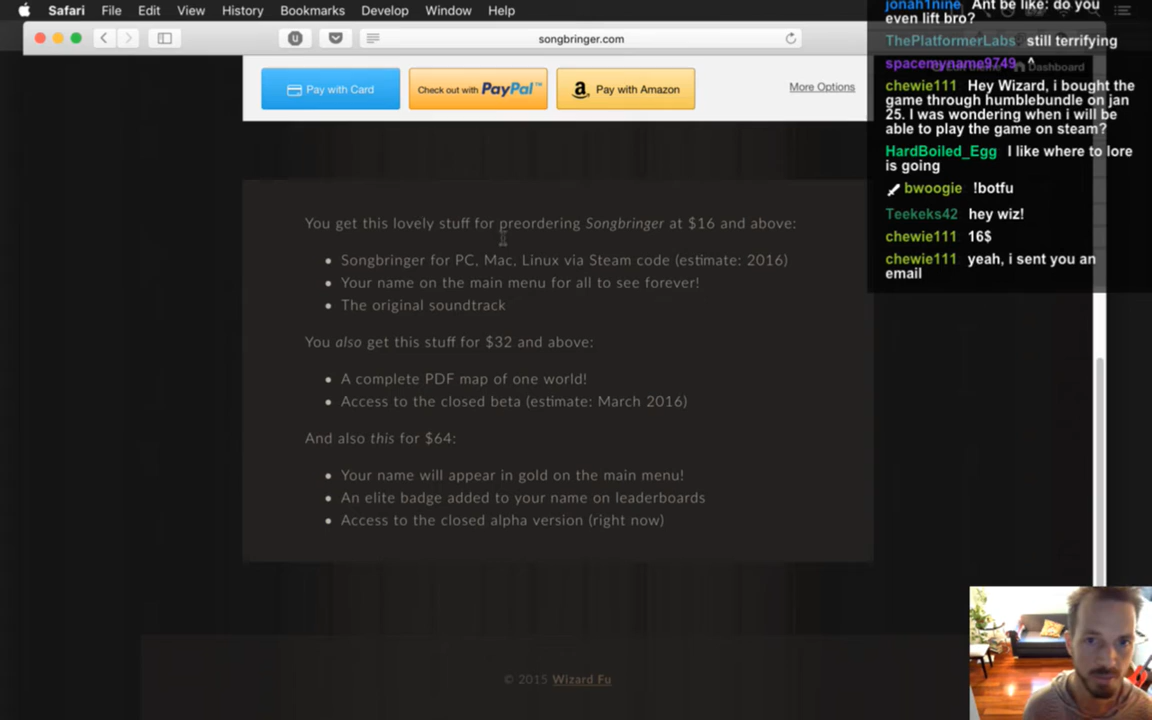 Safari File Edit View History Bookmarks Develop Window Help
songbringer.com
Pay with Card
Check out with PayPal™
Pay with Amazon
More Options
You get this lovely stuff for preordering Songbringer at $16 and above:
• Songbringer for PC, Mac, Linux via Steam code (estimate: 2016)
• Your name on the main menu for all to see forever!
• The original soundtrack
You also get this stuff for $32 and above:
• A complete PDF map of one world!
• Access to the closed beta (estimate: March 2016)
And also this for $64:
• Your name will appear in gold on the main menu!
• An elite badge added to your name on leaderboards
• Access to the closed alpha version (right now)
© 2015 Wizard Fu
jonah1nine Ant be like: do you
even lift bro?
ThePlatformerLabs still terrifying
spacemyname9749 ^
Dashboard
chewie111 Hey Wizard, i bought the
game through humblebundle on jan
25. I was wondering when i will be
able to play the game on steam?
HardBoiled_Egg I like where to lore
is going
bwoogie !botfu
Teekeks42 hey wiz!
chewie111 16$
chewie111 yeah, i sent you an
email